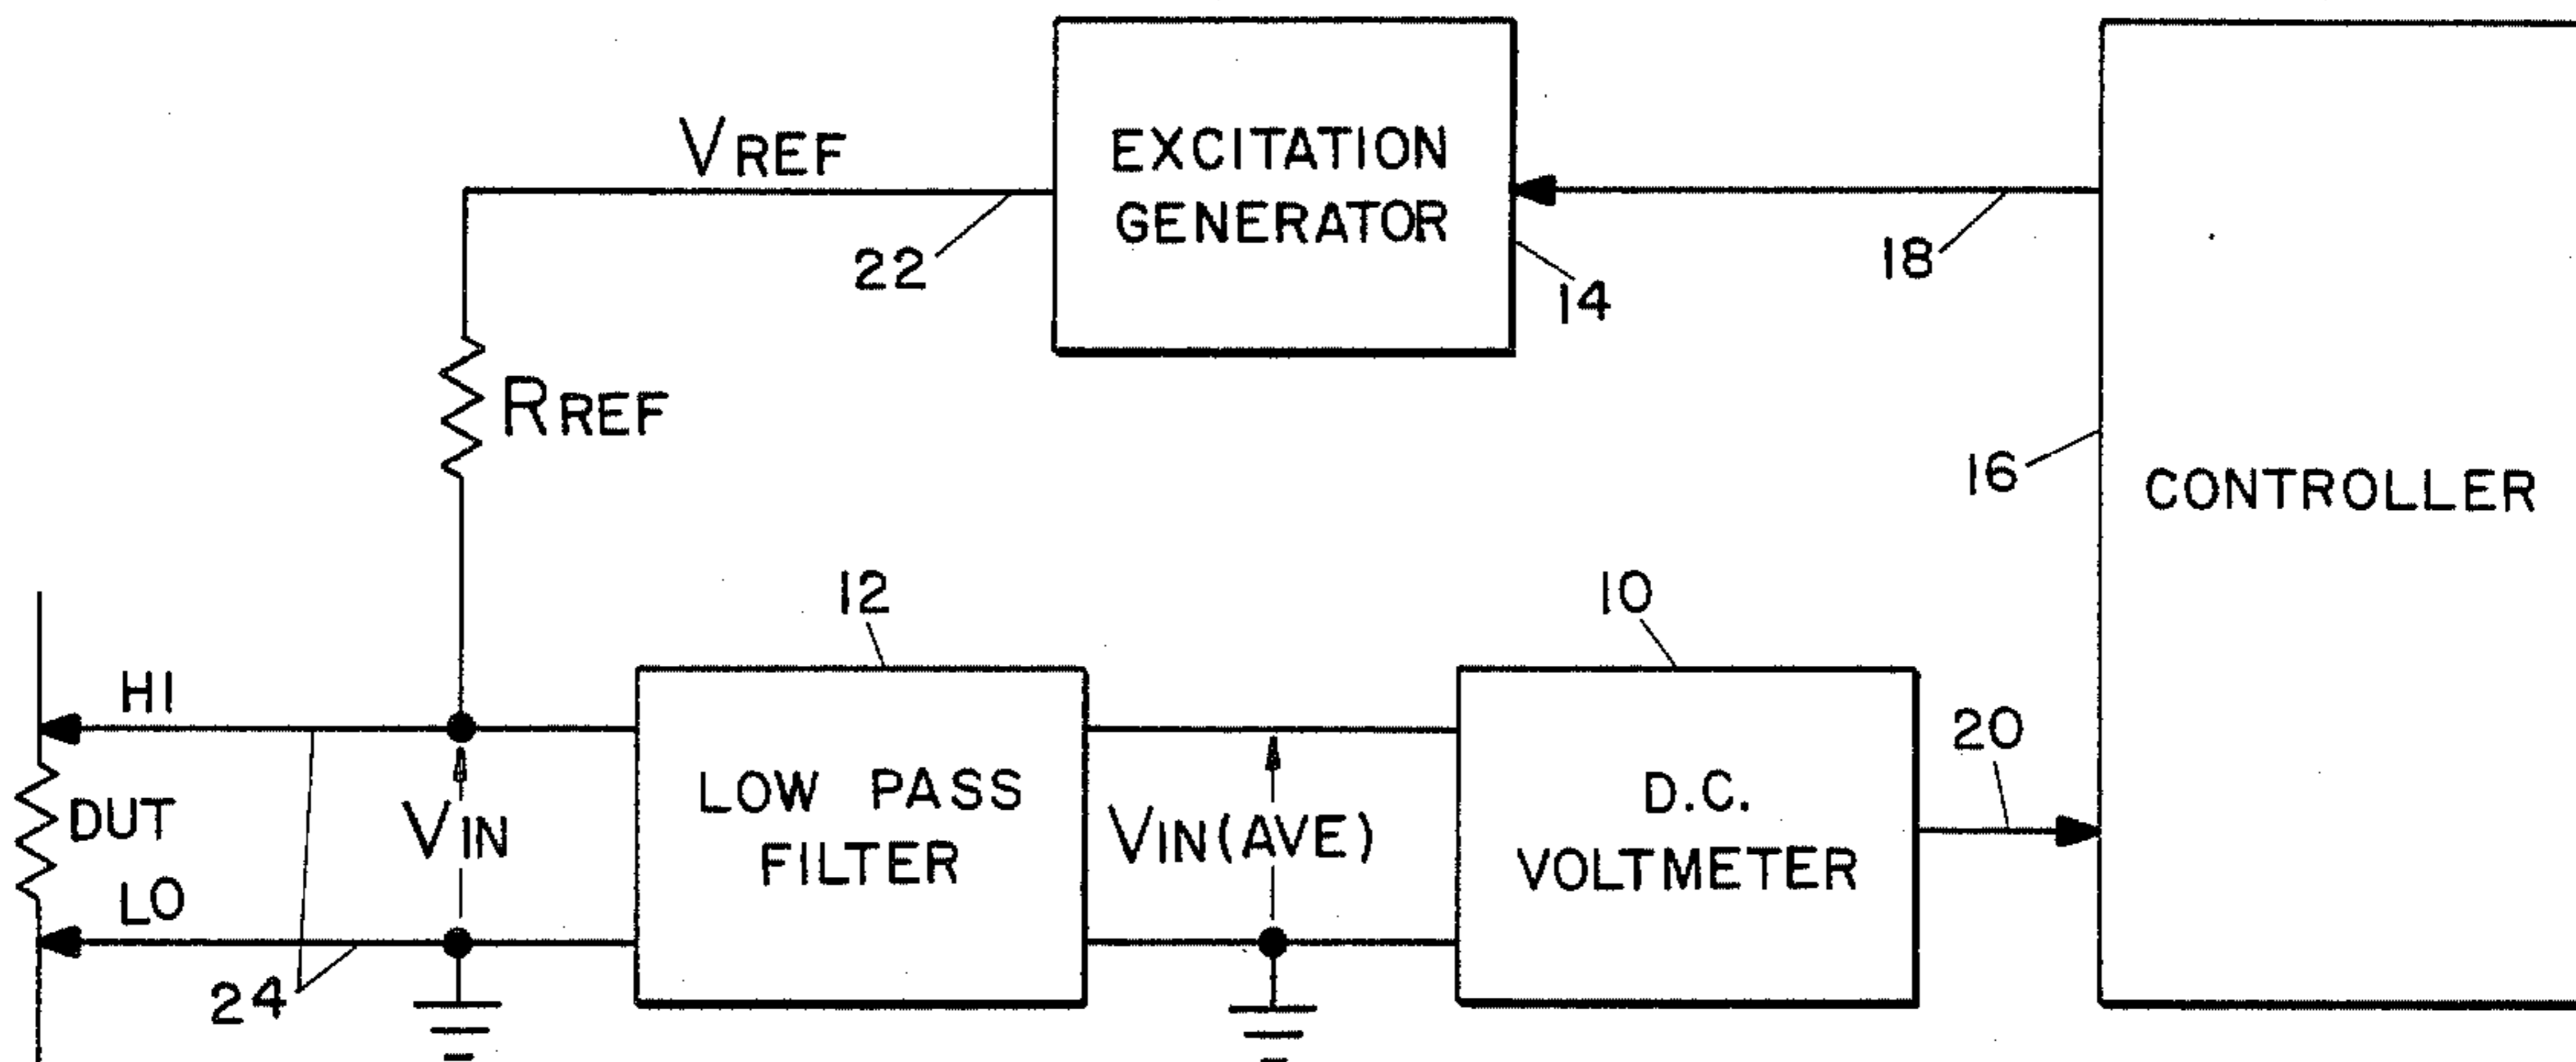 VREF
EXCITATION
GENERATOR
22
14
18
RREF
16
CONTROLLER
12
10
HI
20
DUT
VIN
LOW PASS
FILTER
VIN(AVE)
D.C.
VOLTMETER
LO
24